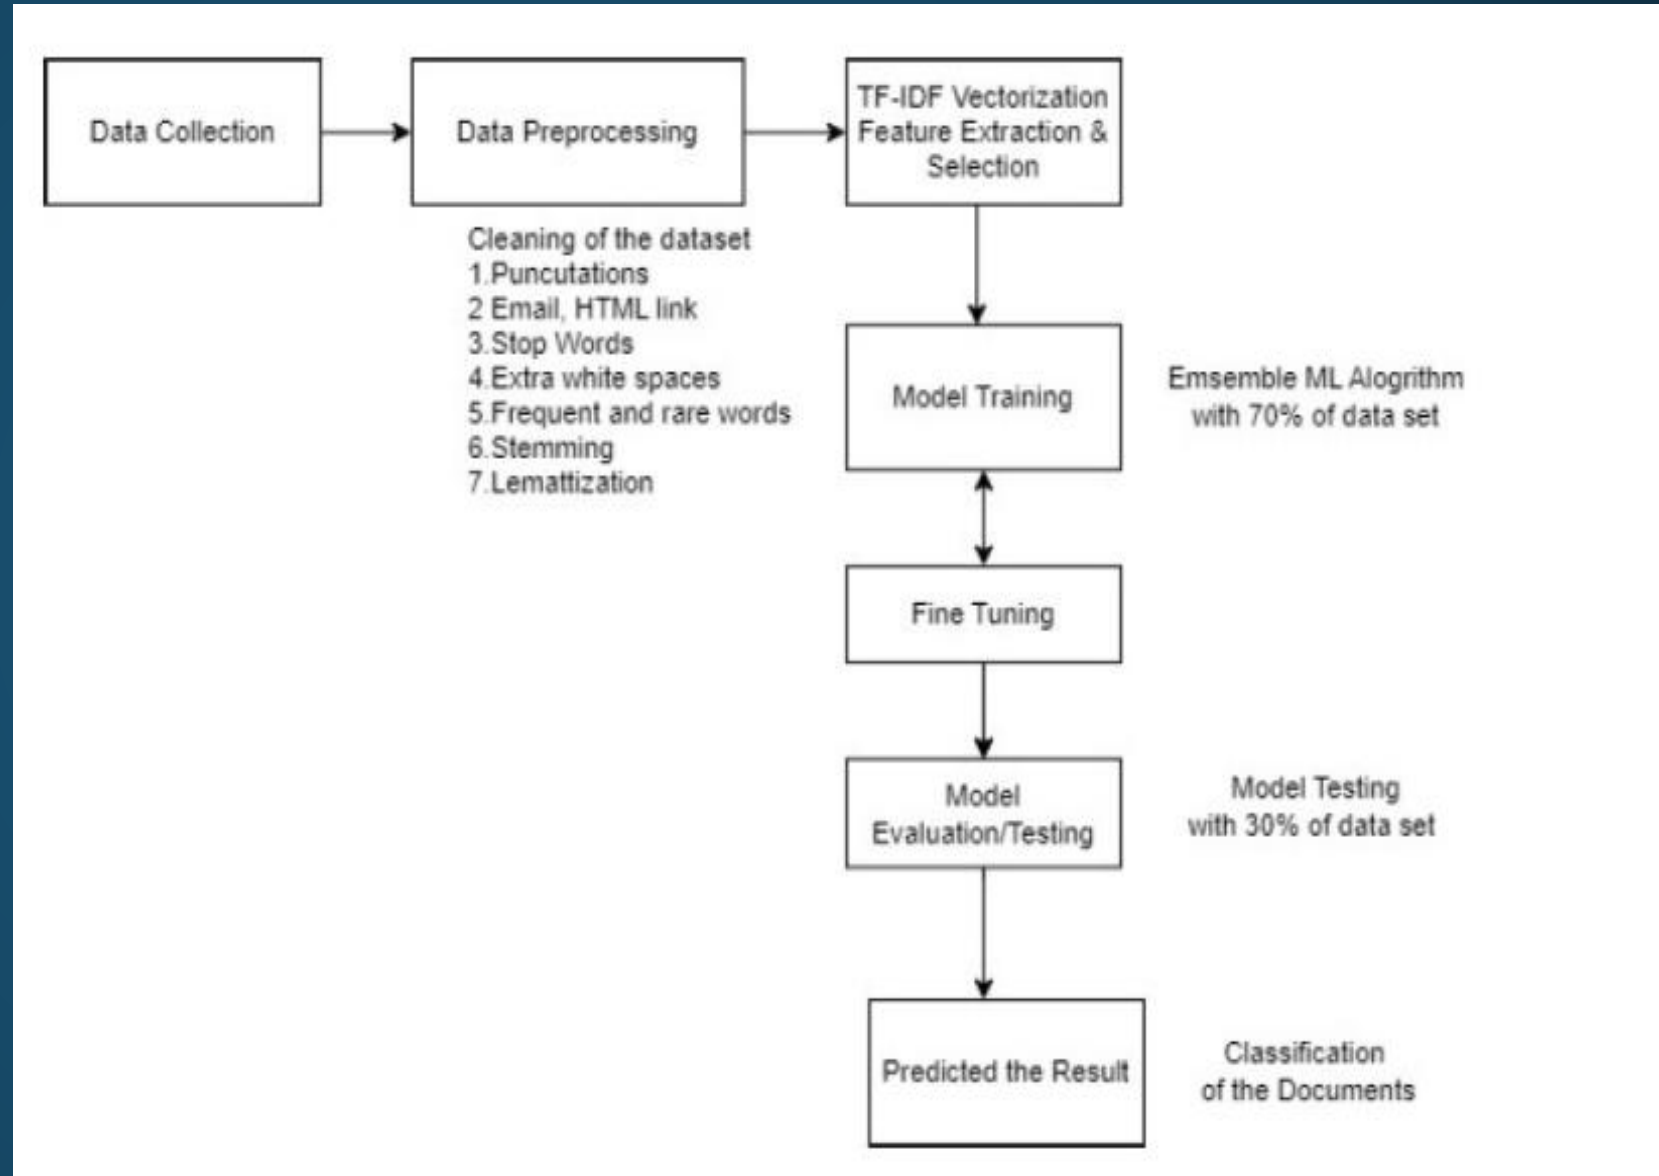 Data Collection
Data Preprocessing
TF-IDF Vectorization
Feature Extraction &
Selection
Cleaning of the dataset
1.Puncutations
2 Email, HTML link
3.Stop Words
4.Extra white spaces
5.Frequent and rare words
6.Stemming
7.Lemattization
Model Training
Emsemble ML Alogrithm
with 70% of data set
Fine Tuning
Model
Evaluation/Testing
Model Testing
with 30% of data set
Predicted the Result
Classification
of the Documents